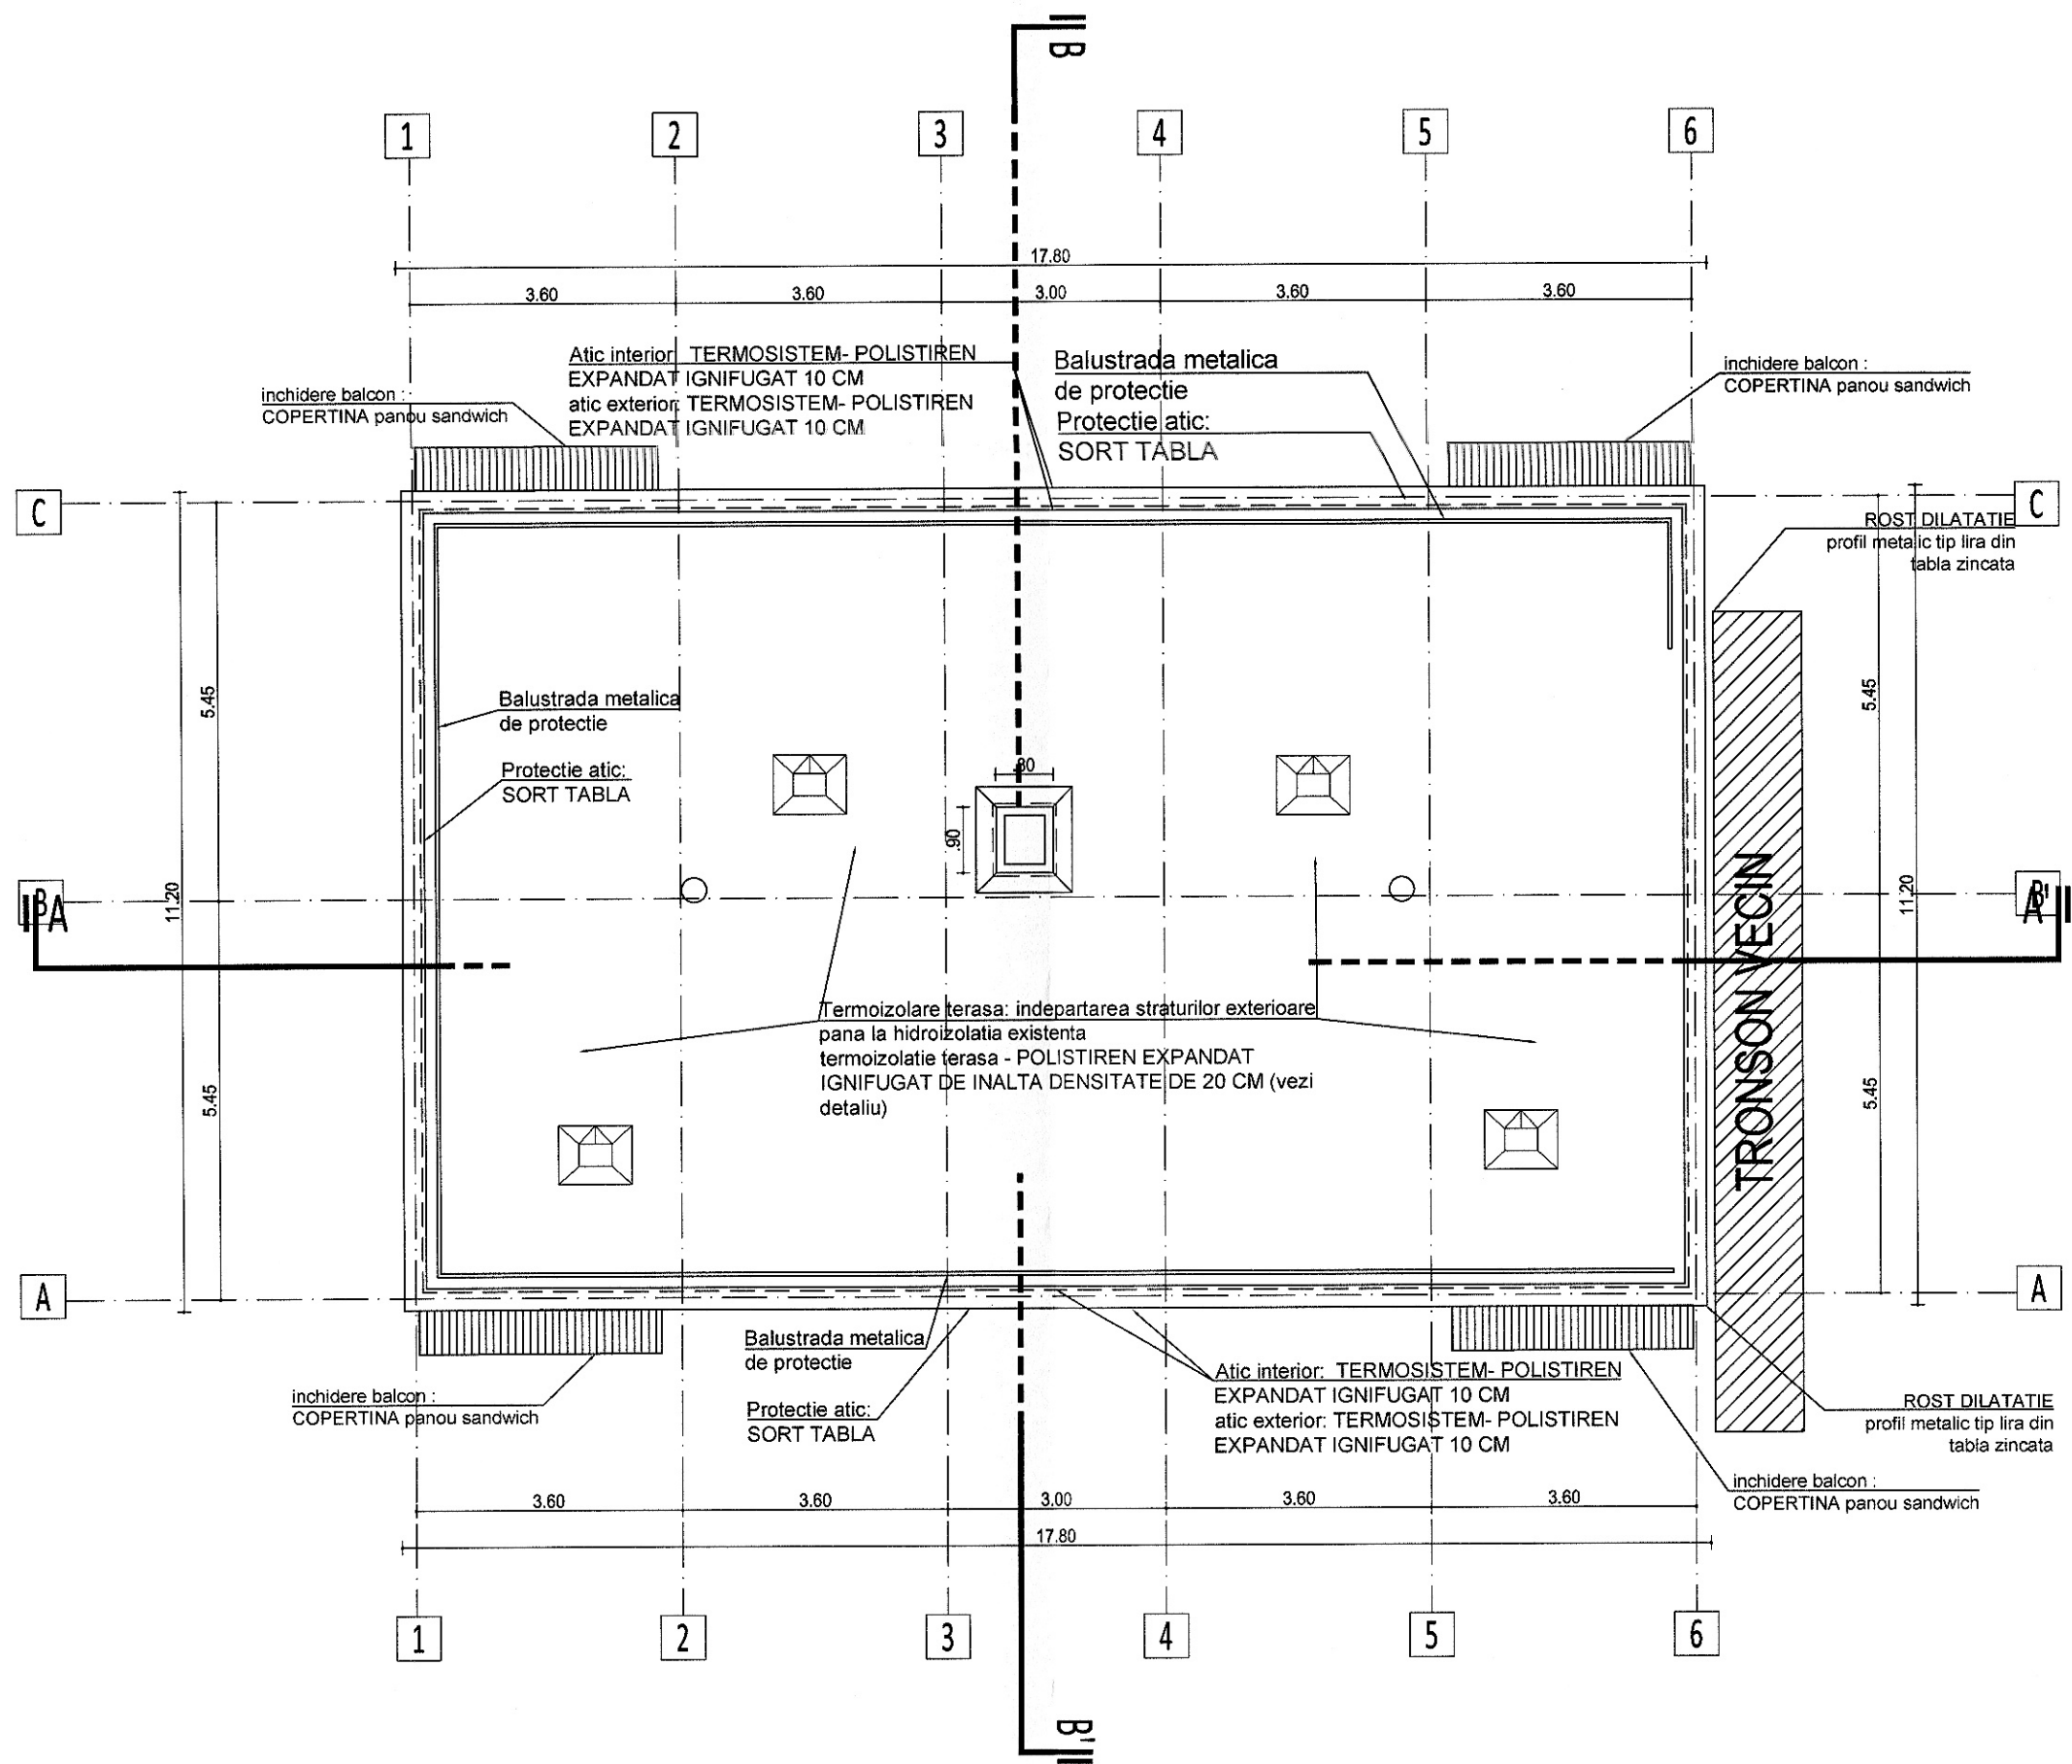 B
1
2
3
4
5
6
17.80
3.60
3.60
3.00
3.60
3.60
Atic interior: TERMOSISTEM- POLISTIREN
EXPANDAT IGNIFUGAT 10 CM
atic exterior: TERMOSISTEM- POLISTIREN
EXPANDAT IGNIFUGAT 10 CM
Balustrada metalica
de protectie
Protectie atic:
SORT TABLA
inchidere balcon :
COPERTINA panou sandwich
inchidere balcon :
COPERTINA panou sandwich
C
C
ROST DILATATIE
profil metalic tip lira din
tabla zincata
5.45
5.45
Balustrada metalica
de protectie
Protectie atic:
SORT TABLA
.80
.90
11.20
11.20
B
A
A'
TRONSON VECIN
Termoizolare terasa: indepartarea straturilor exterioare
pana la hidroizolatia existenta
termoizolatie terasa - POLISTIREN EXPANDAT
IGNIFUGAT DE INALTA DENSITATE DE 20 CM (vezi
detaliu)
5.45
5.45
A
A
Balustrada metalica
de protectie
Protectie atic:
SORT TABLA
Atic interior: TERMOSISTEM- POLISTIREN
EXPANDAT IGNIFUGAT 10 CM
atic exterior: TERMOSISTEM- POLISTIREN
EXPANDAT IGNIFUGAT 10 CM
inchidere balcon :
COPERTINA panou sandwich
ROST DILATATIE
profil metalic tip lira din
tabla zincata
inchidere balcon :
COPERTINA panou sandwich
3.60
3.60
3.00
3.60
3.60
17.80
1
2
3
4
5
6
B'